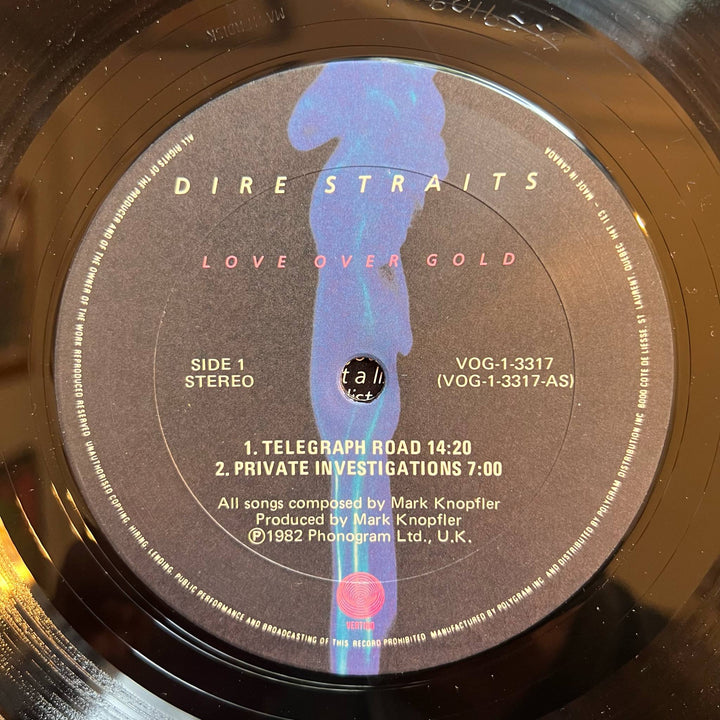 DIRE STRAITS
LOVE OVER GOLD
SIDE 1
STEREO
VOG-1-3317
(VOG-1-3317-AS)
t a li
1. TELEGRAPH ROAD 14:20
2. PRIVATE INVESTIGATIONS 7:00
All songs composed by Mark Knopfler
Produced by Mark Knopfler
℗1982 Phonogram Ltd., U.K.
VERTIGO
ALL RIGHTS OF THE PRODUCER AND OF THE OWNER OF THE WORK REPRODUCED RESERVED. UNAUTHORISED COPYING, HIRING, LENDING, PUBLIC PERFORMANCE AND BROADCASTING OF THIS RECORD PROHIBITED MANUFACTURED BY POLYGRAM INC. AND DISTRIBUTED BY POLYGRAM DISTRIBUTION INC. 8000 COTE DE LIESSE, ST. LAURENT, QUEBEC H4T 1E3 – MADE IN CANADA